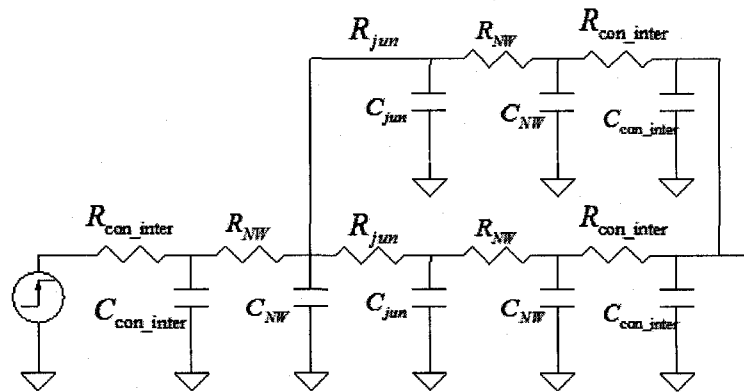 R_jun R_NW R_con_inter
C_jun C_NW C_con_inter
R_con_inter R_NW R_jun R_NW R_con_inter
C_con_inter C_NW C_jun C_NW C_con_inter